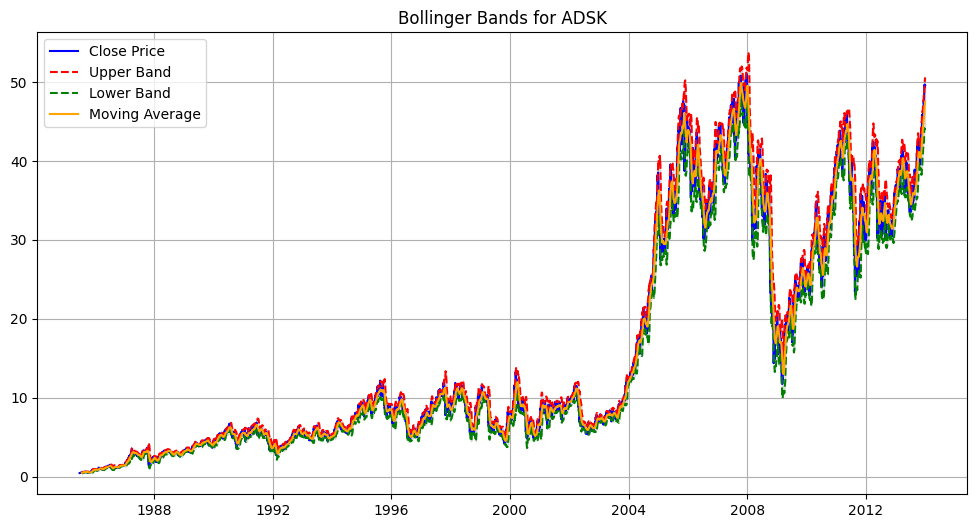 Bollinger Bands for ADSK
Close Price
Upper Band
Lower Band
Moving Average
50
40
30
20
10
0
1988 1992 1996 2000 2004 2008 2012